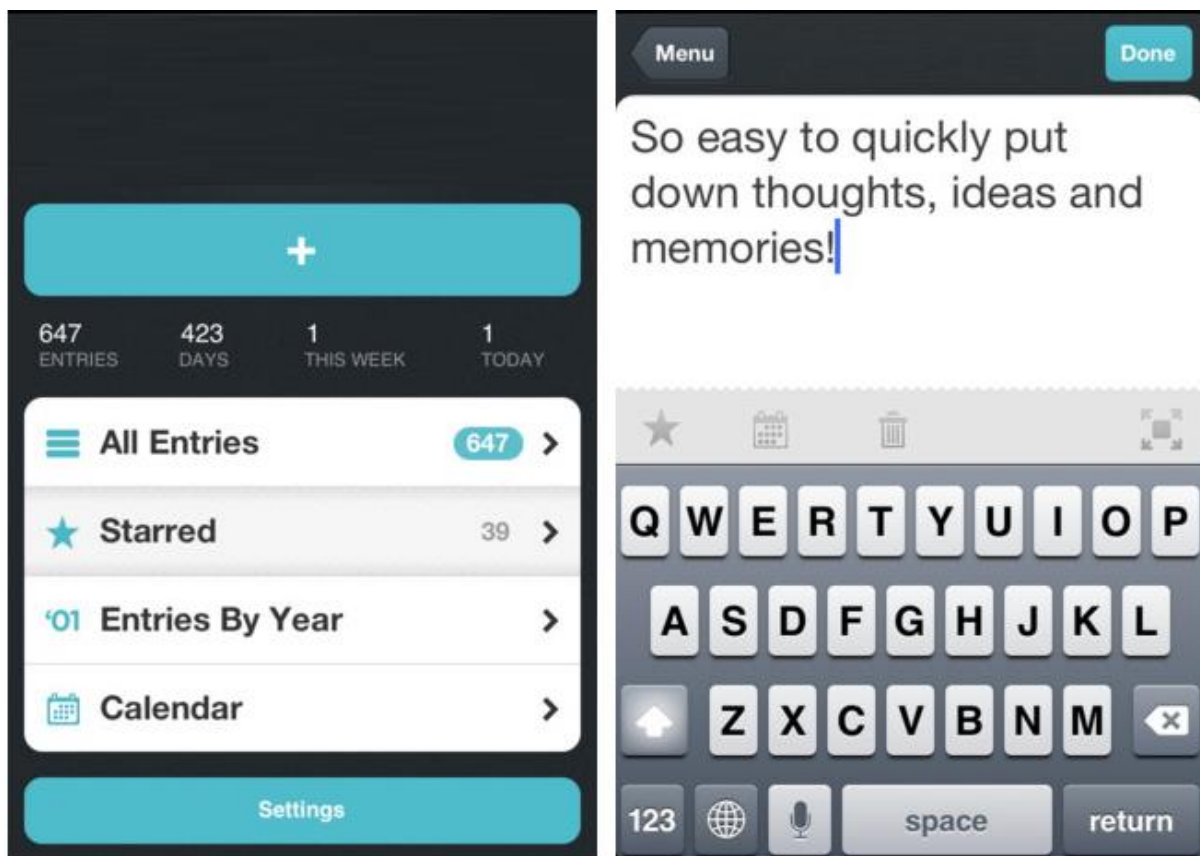 +
647 423 1 1
ENTRIES DAYS THIS WEEK TODAY
All Entries 647
Starred 39
'01 Entries By Year
Calendar
Settings
Menu Done
So easy to quickly put
down thoughts, ideas and
memories!
Q W E R T Y U I O P
A S D F G H J K L
Z X C V B N M
123 space return